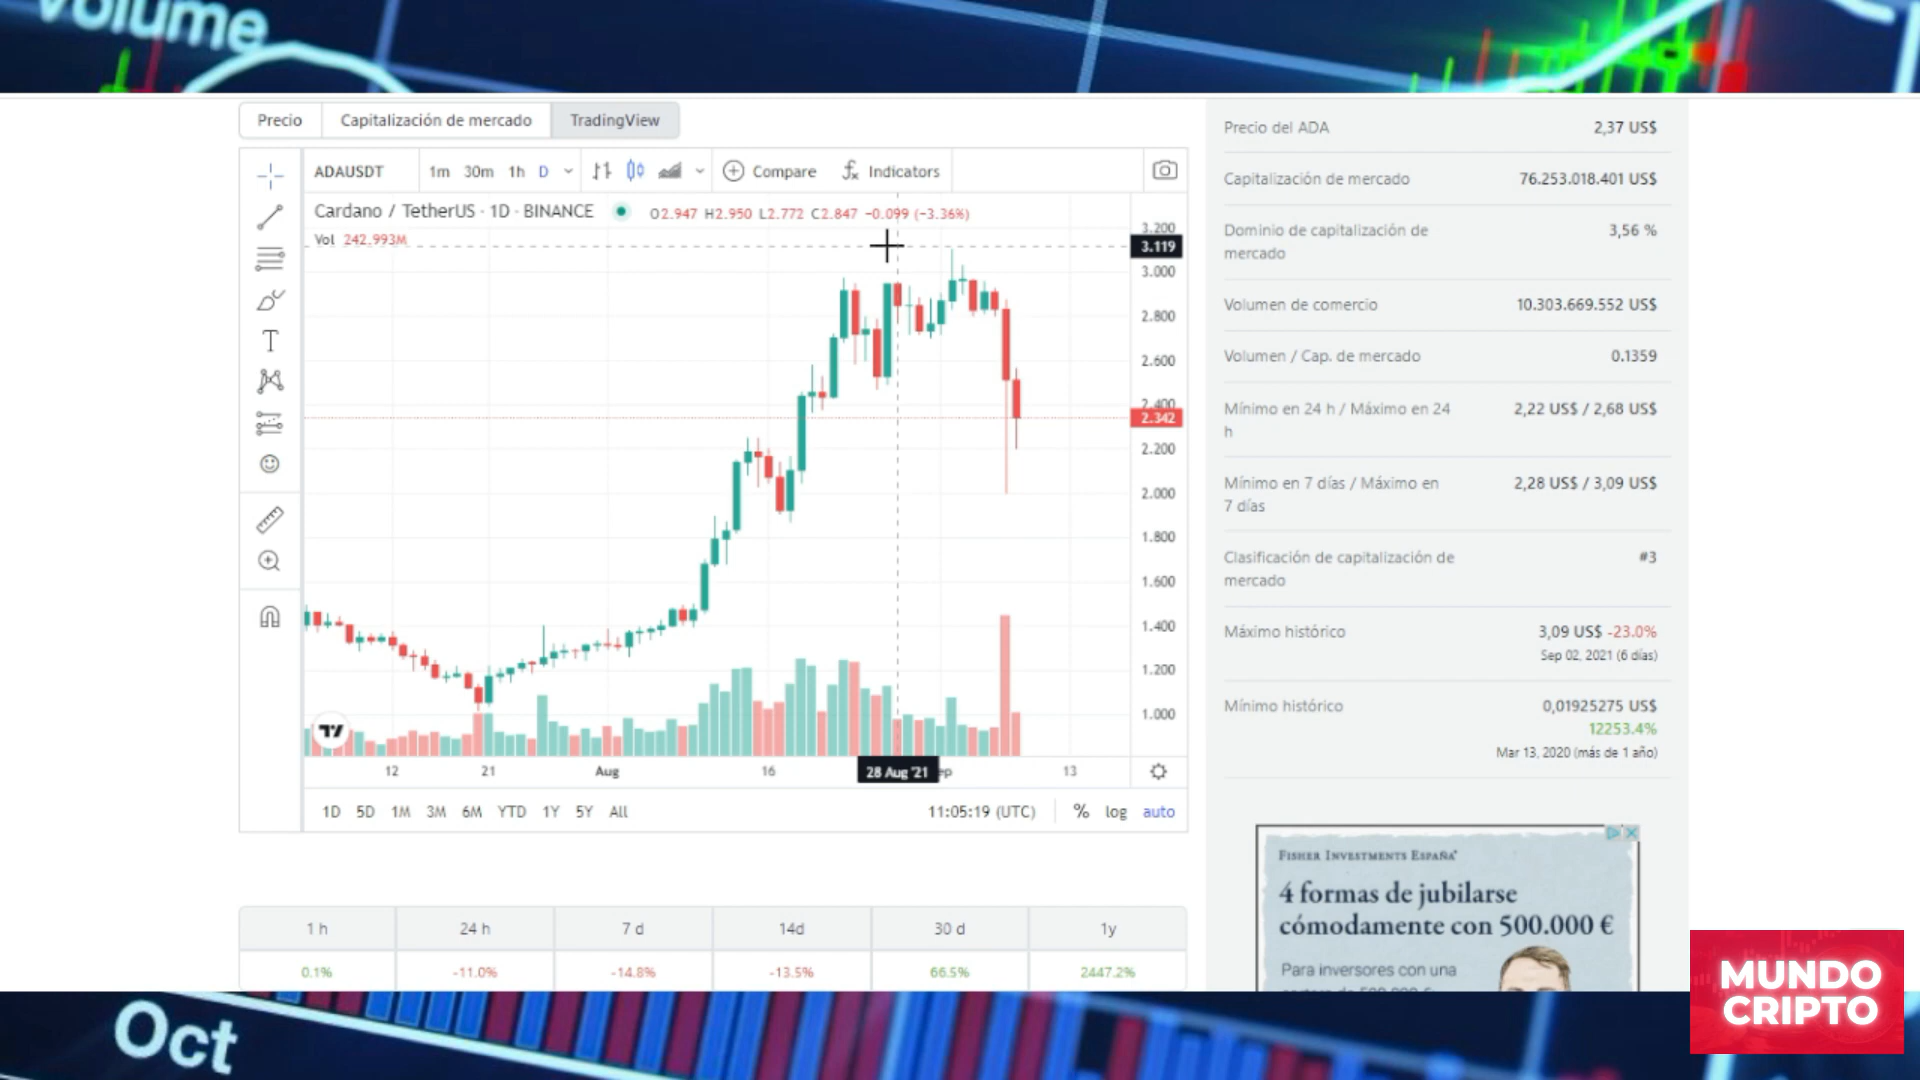 Volume
Precio
Capitalización de mercado
TradingView
ADAUSDT
1m 30m 1h D
Compare
Indicators
Cardano / TetherUS · 1D · BINANCE
O2.947 H2.950 L2.772 C2.847 −0.099 (−3.36%)
Vol 242.993M
3.200
3.119
3.000
2.800
2.600
2.400
2.342
2.200
2.000
1.800
1.600
1.400
1.200
1.000
12
21
Aug
16
28 Aug '21
ep
13
1D 5D 1M 3M 6M YTD 1Y 5Y All
11:05:19 (UTC)
% log auto
1 h
24 h
7 d
14d
30 d
1y
0.1%
-11.0%
-14.8%
-13.5%
66.5%
2447.2%
Precio del ADA
2,37 US$
Capitalización de mercado
76.253.018.401 US$
Dominio de capitalización de
mercado
3,56 %
Volumen de comercio
10.303.669.552 US$
Volumen / Cap. de mercado
0.1359
Mínimo en 24 h / Máximo en 24
h
2,22 US$ / 2,68 US$
Mínimo en 7 días / Máximo en
7 días
2,28 US$ / 3,09 US$
Clasificación de capitalización de
mercado
#3
Máximo histórico
3,09 US$ -23.0%
Sep 02, 2021 (6 días)
Mínimo histórico
0,01925275 US$
12253.4%
Mar 13, 2020 (más de 1 año)
FISHER INVESTMENTS ESPAÑA
4 formas de jubilarse
cómodamente con 500.000 €
Para inversores con una
MUNDO
CRIPTO
Oct